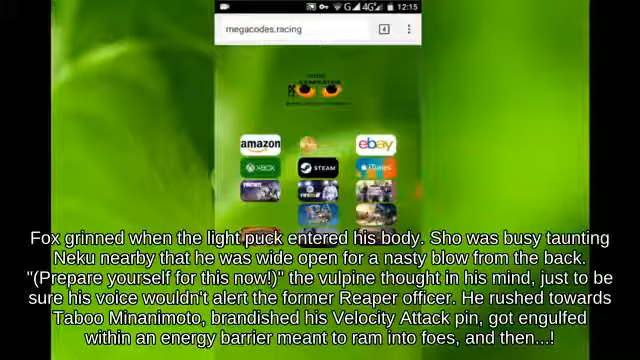 12:15
megacodes.racing
4
amazon
ebay
XBOX
STEAM
iTunes
Fox grinned when the light puck entered his body. Sho was busy taunting
Neku nearby that he was wide open for a nasty blow from the back.
"(Prepare yourself for this now!)" the vulpine thought in his mind, just to be
sure his voice wouldn't alert the former Reaper officer. He rushed towards
Taboo Minanimoto, brandished his Velocity Attack pin, got engulfed
within an energy barrier meant to ram into foes, and then...!